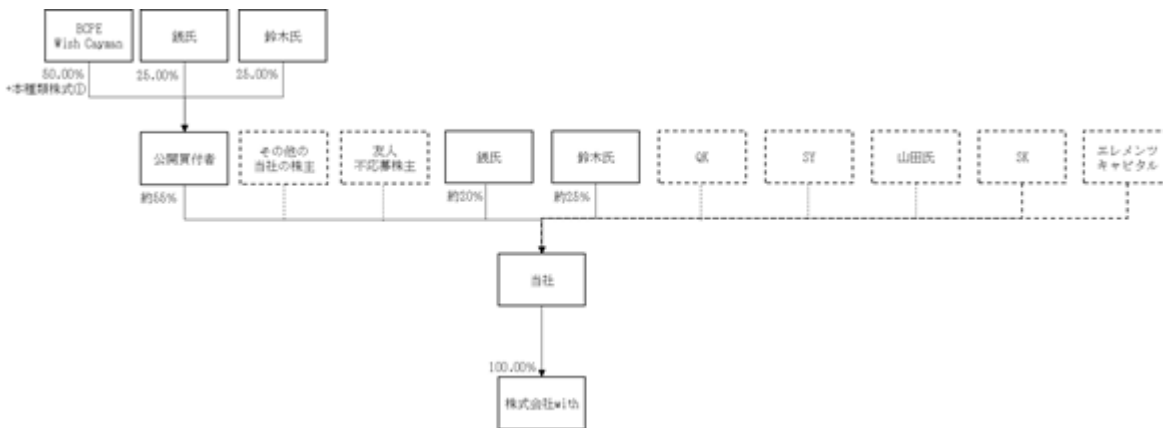 BCPE
Wish Cayman
銭氏
鈴木氏
50.00%
+本種類株式①
25.00%
25.00%
公開買付者
その他の
当社の株主
友人
不応募株主
銭氏
鈴木氏
QK
SY
山田氏
SK
エレメンツ
キャピタル
約55%
約20%
約25%
当社
100.00%
株式会社with